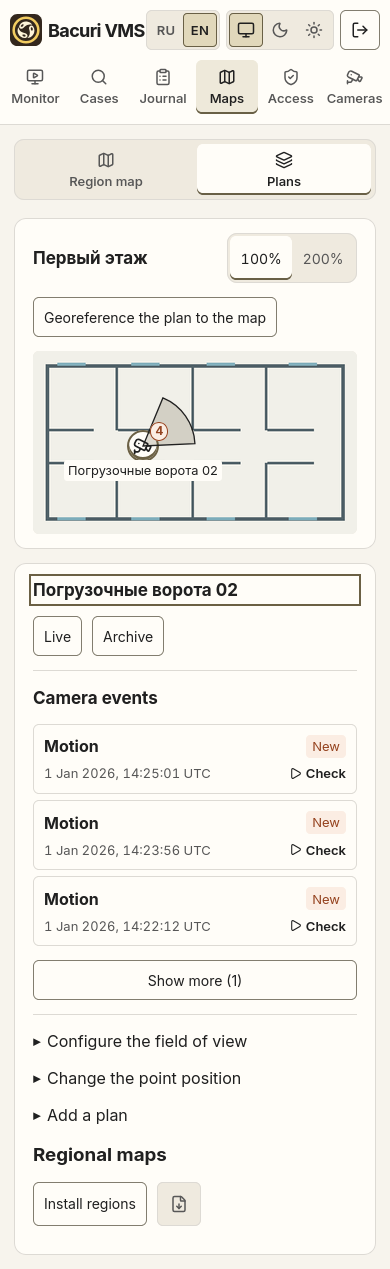 Bacuri VMS
RU EN
Monitor Cases Journal Maps Access Cameras
Region map Plans
Первый этаж
100% 200%
Georeference the plan to the map
4
Погрузочные ворота 02
Погрузочные ворота 02
Live Archive
Camera events
Motion New
1 Jan 2026, 14:25:01 UTC Check
Motion New
1 Jan 2026, 14:23:56 UTC Check
Motion New
1 Jan 2026, 14:22:12 UTC Check
Show more (1)
Configure the field of view
Change the point position
Add a plan
Regional maps
Install regions